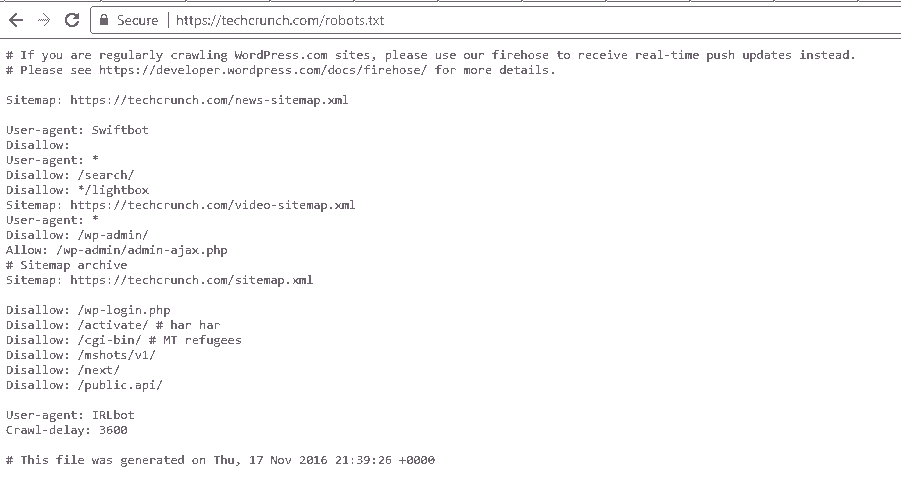 Secure | https://techcrunch.com/robots.txt
# If you are regularly crawling WordPress.com sites, please use our firehose to receive real-time push updates instead.
# Please see https://developer.wordpress.com/docs/firehose/ for more details.
Sitemap: https://techcrunch.com/news-sitemap.xml
User-agent: Swiftbot
Disallow:
User-agent: *
Disallow: /search/
Disallow: */lightbox
Sitemap: https://techcrunch.com/video-sitemap.xml
User-agent: *
Disallow: /wp-admin/
Allow: /wp-admin/admin-ajax.php
# Sitemap archive
Sitemap: https://techcrunch.com/sitemap.xml
Disallow: /wp-login.php
Disallow: /activate/ # har har
Disallow: /cgi-bin/ # MT refugees
Disallow: /mshots/v1/
Disallow: /next/
Disallow: /public.api/
User-agent: IRLbot
Crawl-delay: 3600
# This file was generated on Thu, 17 Nov 2016 21:39:26 +0000